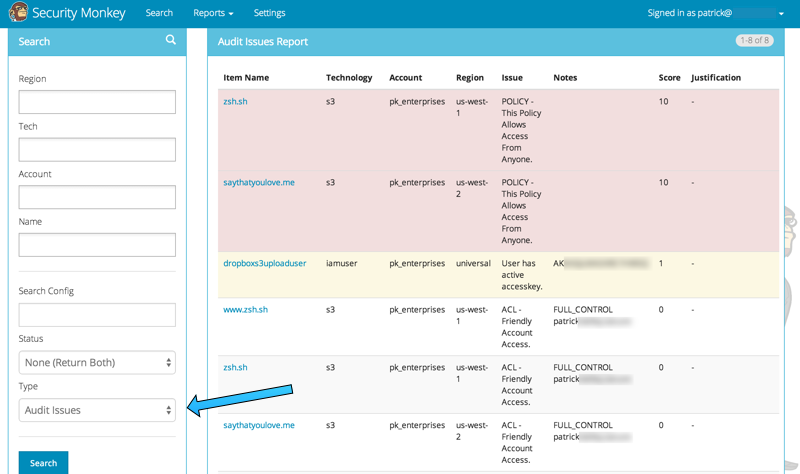 Security Monkey Search Reports Settings Signed in as patrick@
Search
Region
Tech
Account
Name
Search Config
Status
None (Return Both)
Type
Audit Issues
Search
Audit Issues Report 1-8 of 8
Item Name Technology Account Region Issue Notes Score Justification
zsh.sh s3 pk_enterprises us-west- POLICY - 10 -
1 This Policy
Allows
Access
From
Anyone.
saythatyoulove.me s3 pk_enterprises us-west- POLICY - 10 -
2 This Policy
Allows
Access
From
Anyone.
dropboxs3uploaduser iamuser pk_enterprises universal User has AK 1 -
active
accesskey.
www.zsh.sh s3 pk_enterprises us-west- ACL - FULL_CONTROL 0 -
1 Friendly patrick
Account
Access.
zsh.sh s3 pk_enterprises us-west- ACL - FULL_CONTROL 0 -
1 Friendly patrick
Account
Access.
saythatyoulove.me s3 pk_enterprises us-west- ACL - FULL_CONTROL 0 -
2 Friendly patrick
Account
Access.